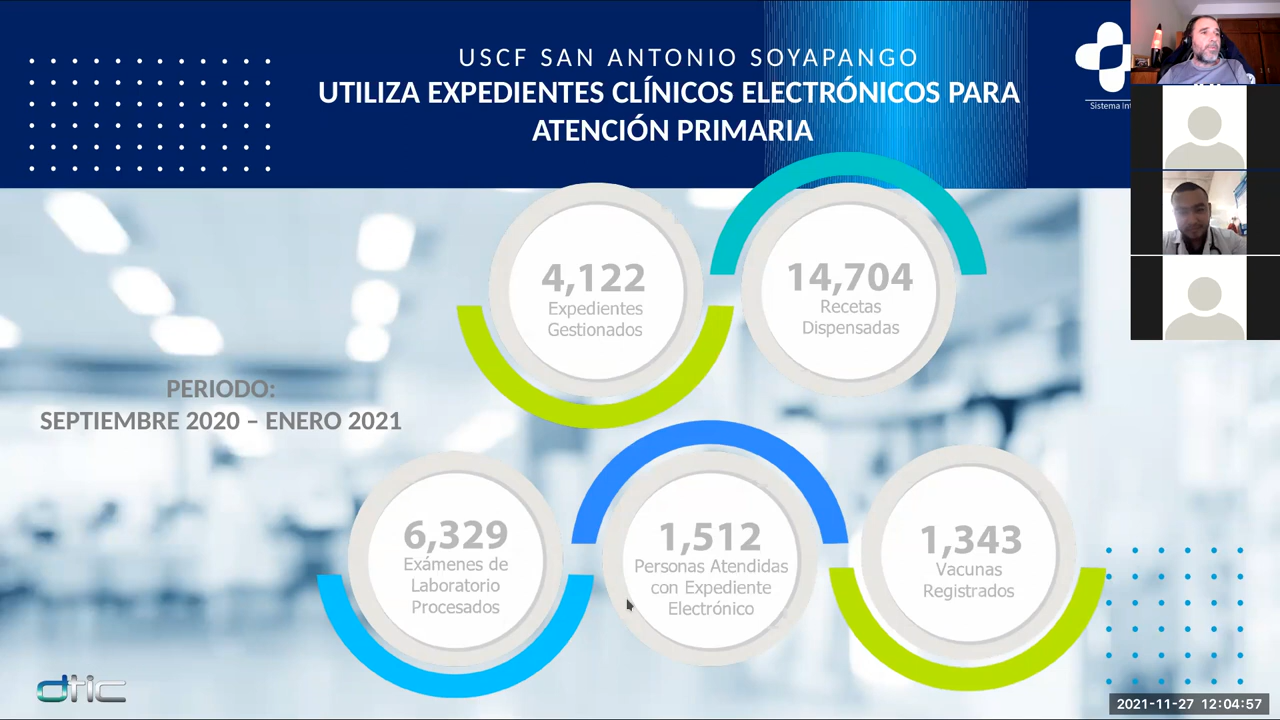 USCF SAN ANTONIO SOYAPANGO
UTILIZA EXPEDIENTES CLÍNICOS ELECTRÓNICOS PARA
ATENCIÓN PRIMARIA
Sistema
4,122
Expedientes
Gestionados
14,704
Recetas
Dispensadas
PERIODO:
SEPTIEMBRE 2020 – ENERO 2021
6,329
Exámenes de
Laboratorio
Procesados
1,512
Personas Atendidas
con Expediente
Electrónico
1,343
Vacunas
Registrados
dtic
2021-11-27 12:04:57